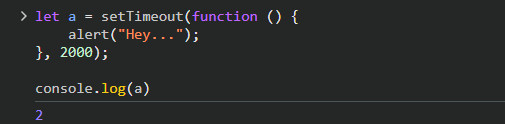 let a = setTimeout(function () {
    alert("Hey...");
}, 2000);

console.log(a)
2